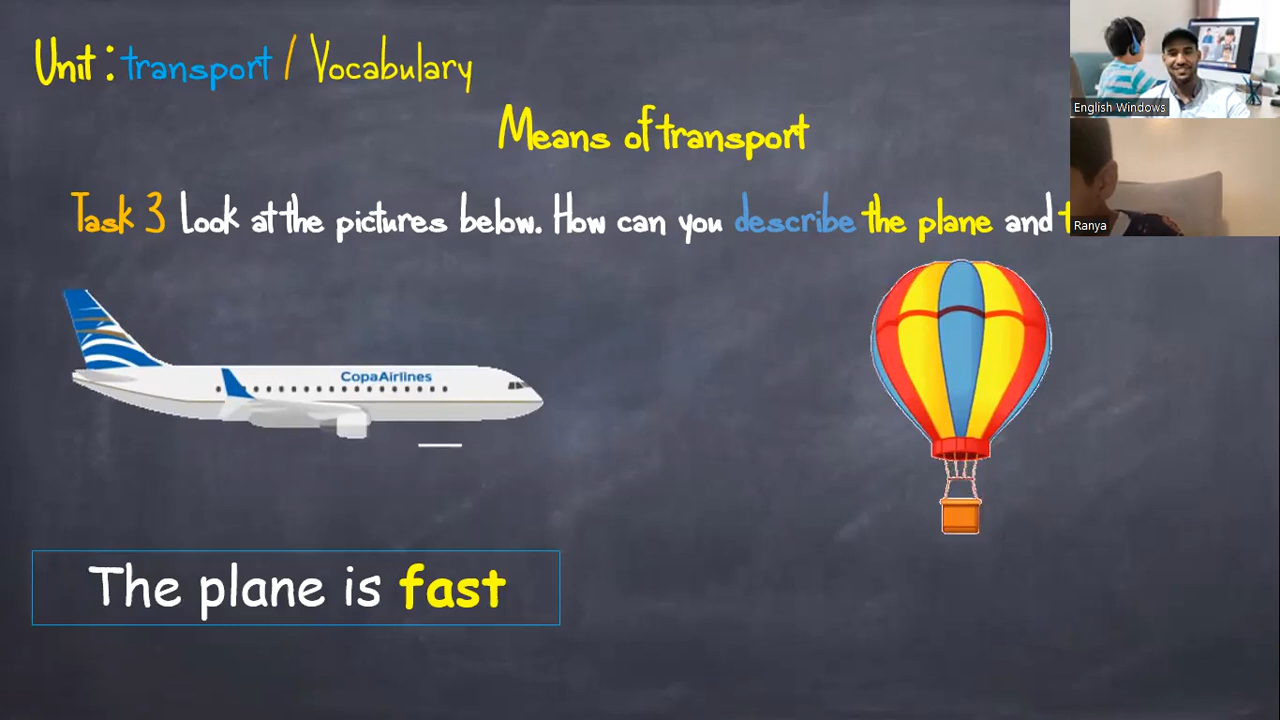 Unit : transport / Vocabulary
English Windows
Means of transport
Task 3 Look at the pictures below. How can you describe the plane and
Ranya
CopaAirlines
The plane is fast